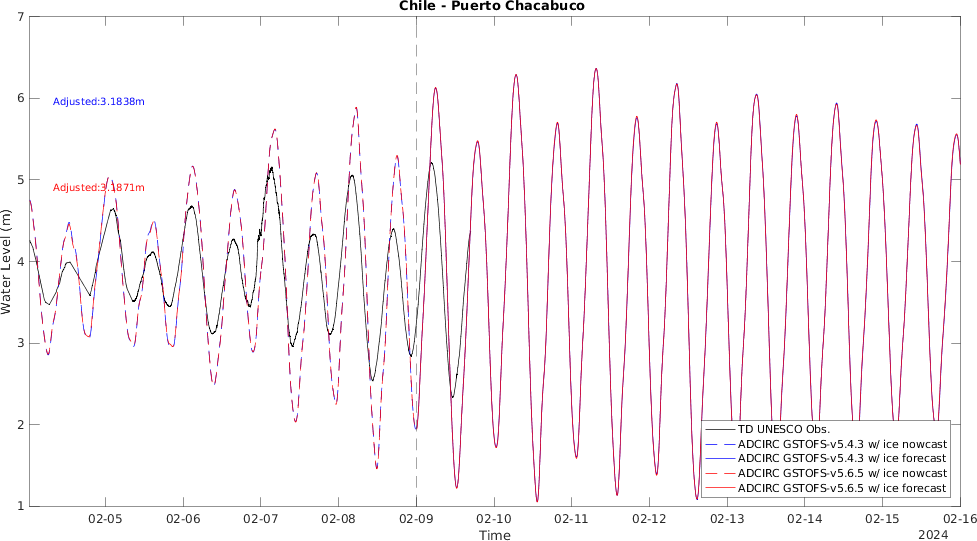 Chile - Puerto Chacabuco
7
6
5
4
3
2
1
Water Level (m)
Adjusted:3.1838m
Adjusted:3.1871m
TD UNESCO Obs.
ADCIRC GSTOFS-v5.4.3 w/ ice nowcast
ADCIRC GSTOFS-v5.4.3 w/ ice forecast
ADCIRC GSTOFS-v5.6.5 w/ ice nowcast
ADCIRC GSTOFS-v5.6.5 w/ ice forecast
02-05 02-06 02-07 02-08 02-09 02-10 02-11 02-12 02-13 02-14 02-15 02-16
Time
2024